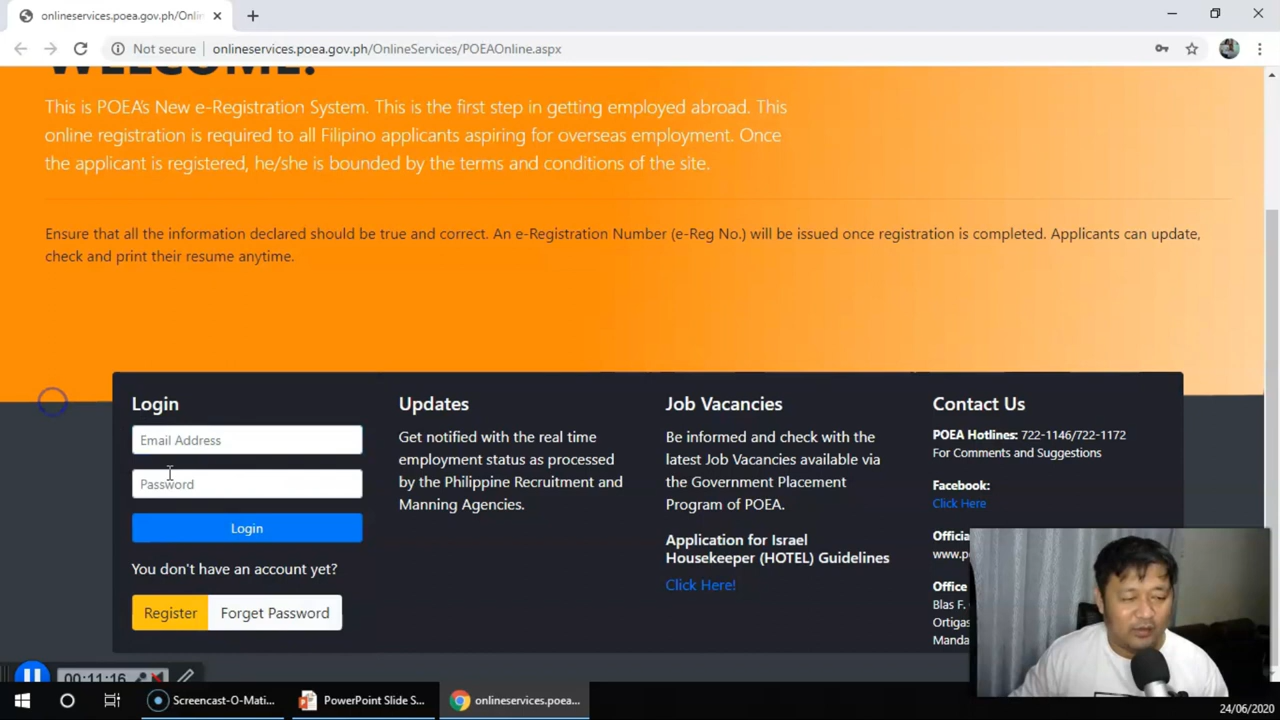 onlineservices.poea.gov.ph/Onlin
Not secure
onlineservices.poea.gov.ph/OnlineServices/POEAOnline.aspx
WELCOME!
This is POEA's New e-Registration System. This is the first step in getting employed abroad. This
online registration is required to all Filipino applicants aspiring for overseas employment. Once
the applicant is registered, he/she is bounded by the terms and conditions of the site.
Ensure that all the information declared should be true and correct. An e-Registration Number (e-Reg No.) will be issued once registration is completed. Applicants can update,
check and print their resume anytime.
Login
Email Address
Password
Login
You don't have an account yet?
Register
Forget Password
Updates
Get notified with the real time
employment status as processed
by the Philippine Recruitment and
Manning Agencies.
Job Vacancies
Be informed and check with the
latest Job Vacancies available via
the Government Placement
Program of POEA.
Application for Israel
Housekeeper (HOTEL) Guidelines
Click Here!
Contact Us
POEA Hotlines: 722-1146/722-1172
For Comments and Suggestions
Facebook:
Click Here
Officia
www.p
Office
Blas F.
Ortigas
Manda
00:11:16
Screencast-O-Mati...
PowerPoint Slide S...
onlineservices.poea...
24/06/2020